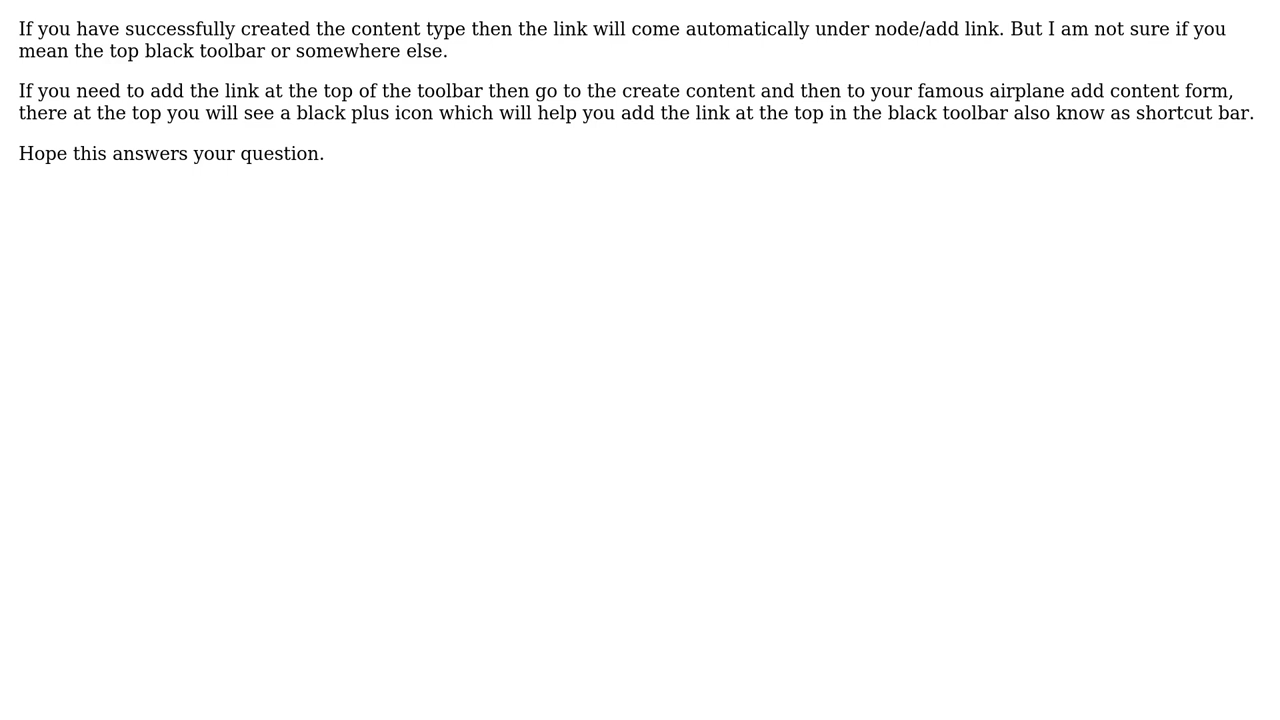 If you have successfully created the content type then the link will come automatically under node/add link. But I am not sure if you
mean the top black toolbar or somewhere else.
If you need to add the link at the top of the toolbar then go to the create content and then to your famous airplane add content form,
there at the top you will see a black plus icon which will help you add the link at the top in the black toolbar also know as shortcut bar.
Hope this answers your question.